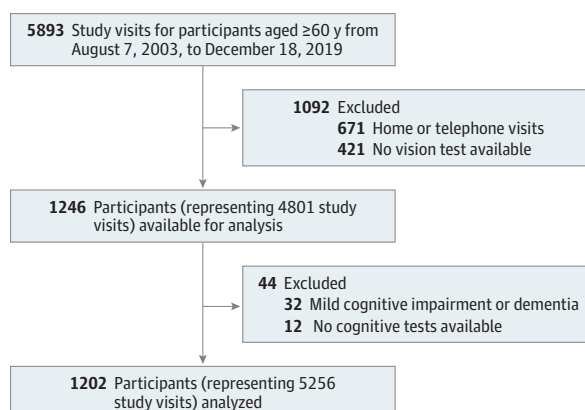 5893 Study visits for participants aged ≥60 y from
August 7, 2003, to December 18, 2019
1092 Excluded
671 Home or telephone visits
421 No vision test available
1246 Participants (representing 4801 study
visits) available for analysis
44 Excluded
32 Mild cognitive impairment or dementia
12 No cognitive tests available
1202 Participants (representing 5256
study visits) analyzed